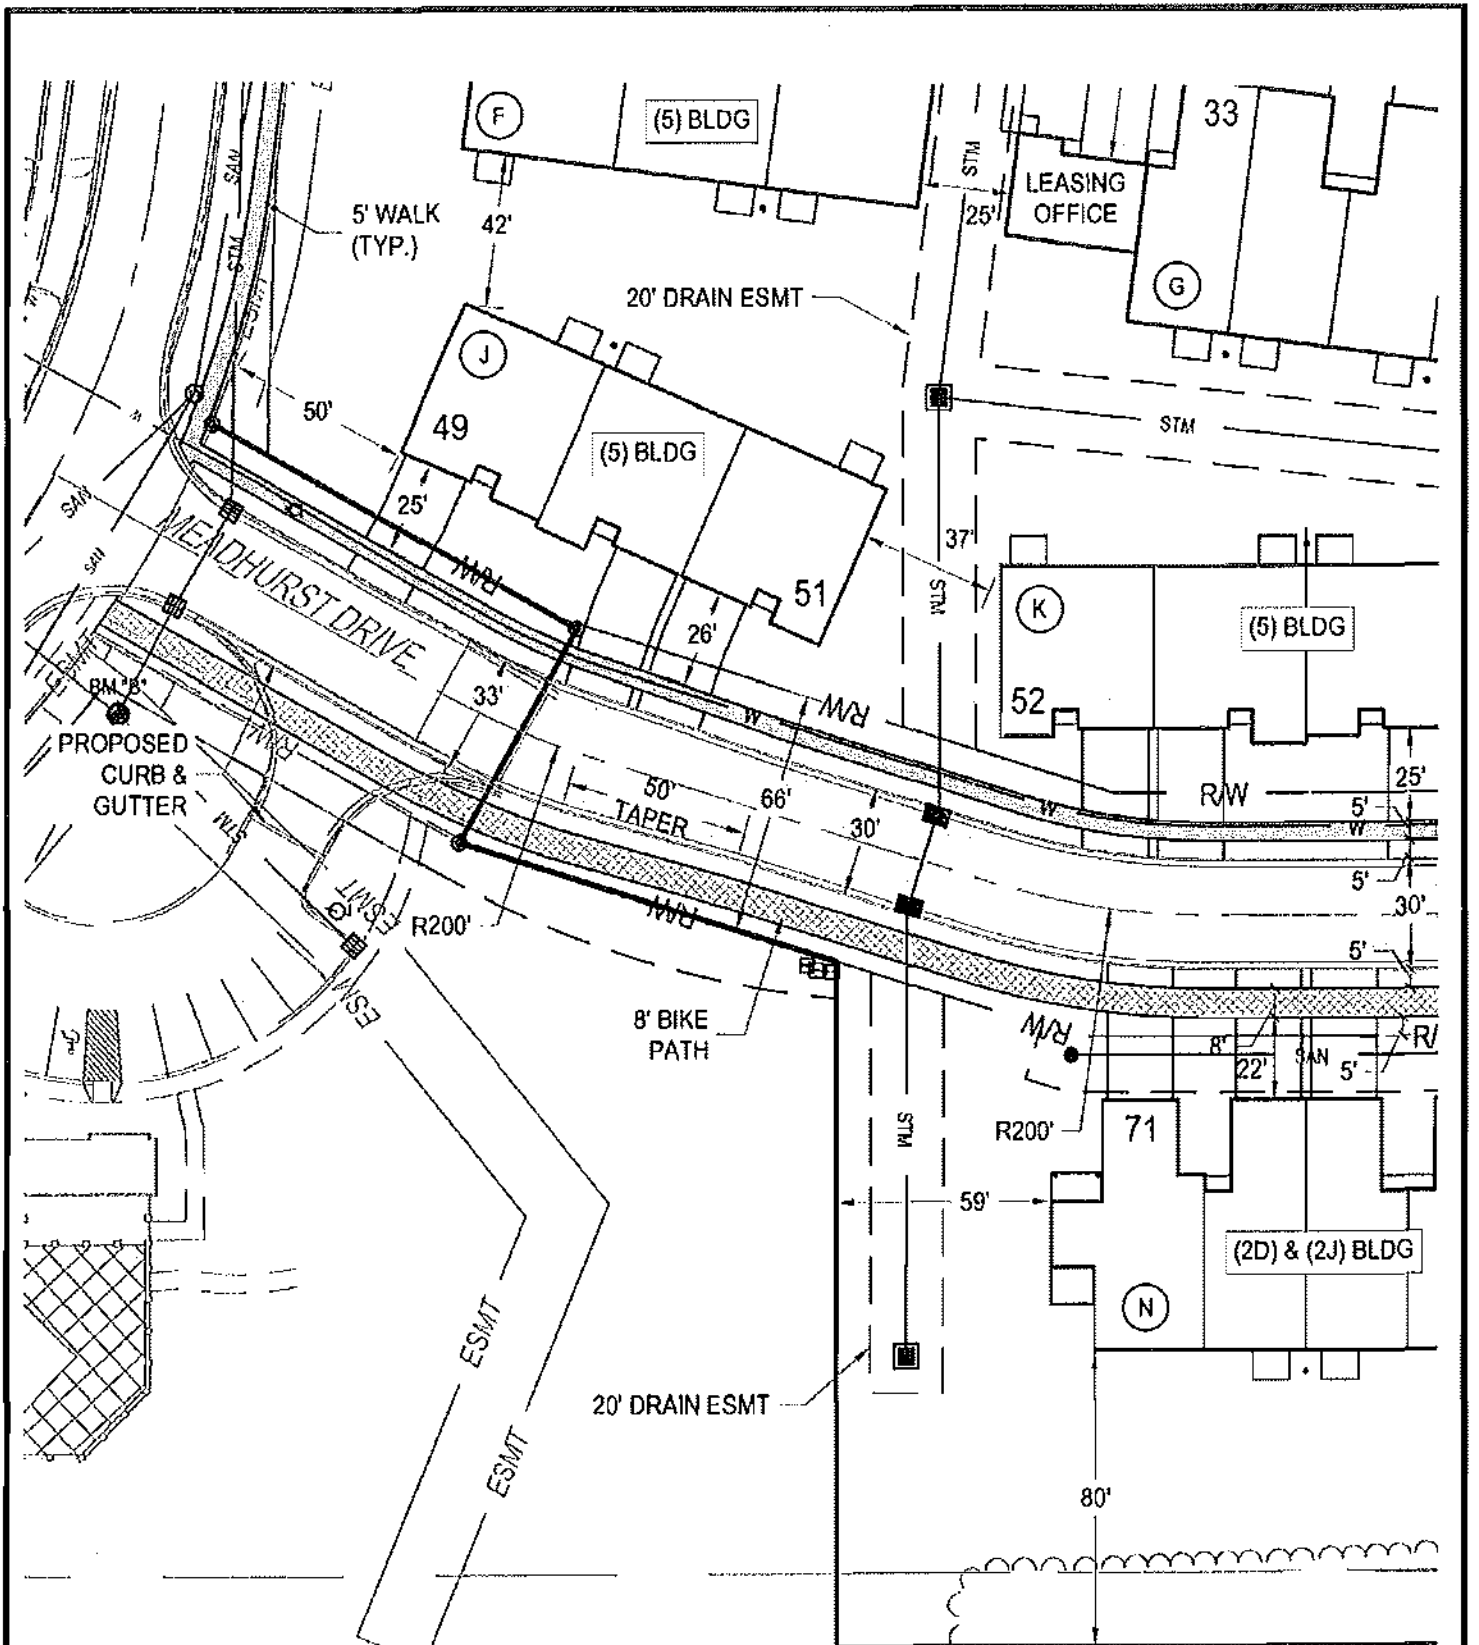 F
(5) BLDG
33
SAN
STM
5' WALK
(TYP.)
42'
LEASING
OFFICE
25'
STM
ESMT
G
20' DRAIN ESMT
J
50'
49
(5) BLDG
STM
SAN
25'
37'
MEADHURST DRIVE
SAN
R/W
51
STM
K
(5) BLDG
26'
52
ESMT
BM "B"
33'
W
R/W
R/W
PROPOSED
CURB &
GUTTER
50'
TAPER
66'
30'
R/W
25'
5'
W
W
STM
5'
30'
ESMT
R200'
R/W
5'
ESMT
8' BIKE
PATH
R/W
8'
SAN
R/
22'
5'
R200'
71
STM
59'
(2D) & (2J) BLDG
N
ESMT
20' DRAIN ESMT
ESMT
80'